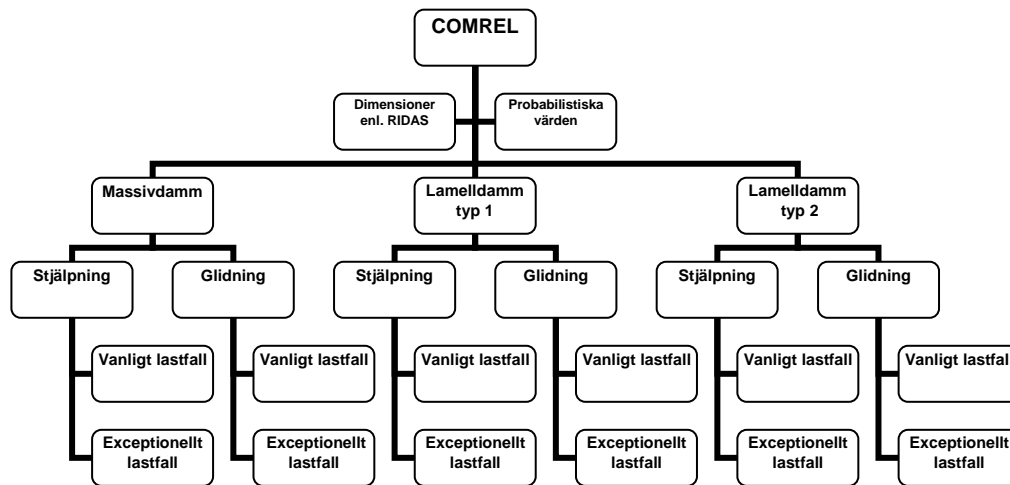 COMREL
Dimensioner
enl. RIDAS
Probabilistiska
värden
Massivdamm
Lamelldamm
typ 1
Lamelldamm
typ 2
Stjälpning
Glidning
Stjälpning
Glidning
Stjälpning
Glidning
Vanligt lastfall
Vanligt lastfall
Vanligt lastfall
Vanligt lastfall
Vanligt lastfall
Vanligt lastfall
Exceptionellt
lastfall
Exceptionellt
lastfall
Exceptionellt
lastfall
Exceptionellt
lastfall
Exceptionellt
lastfall
Exceptionellt
lastfall